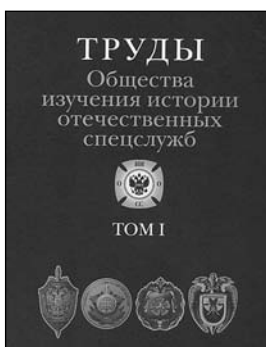 ТРУДЫ
Общества
изучения истории
отечественных
спецслужб
ТОМ I